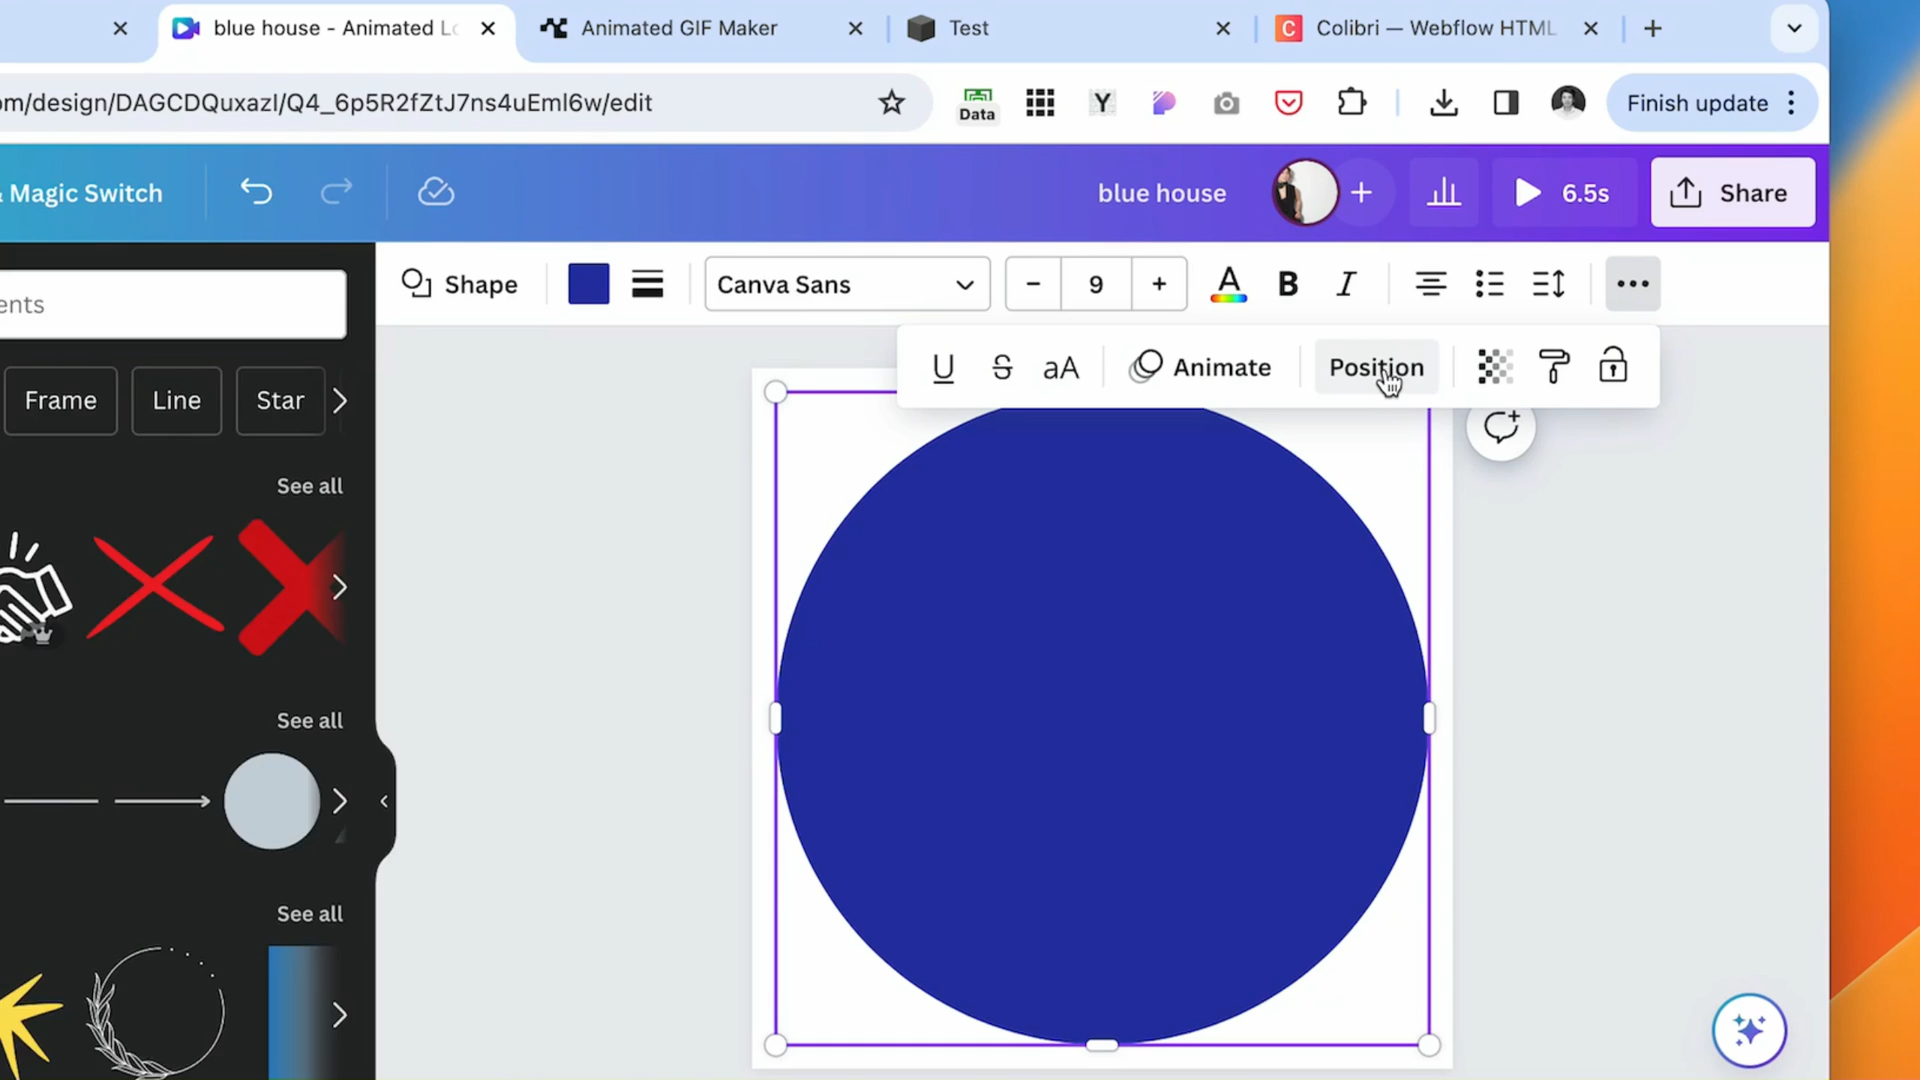 blue house - Animated Lo
Animated GIF Maker
Test
Colibri — Webflow HTML
om/design/DAGCDQuxazI/Q4_6p5R2fZtJ7ns4uEml6w/edit
Data
Y
Finish update
& Magic Switch
blue house
6.5s
Share
ents
Shape
Canva Sans
− 9 +
A B I
U S aA
Animate
Position
Frame
Line
Star
See all
See all
See all